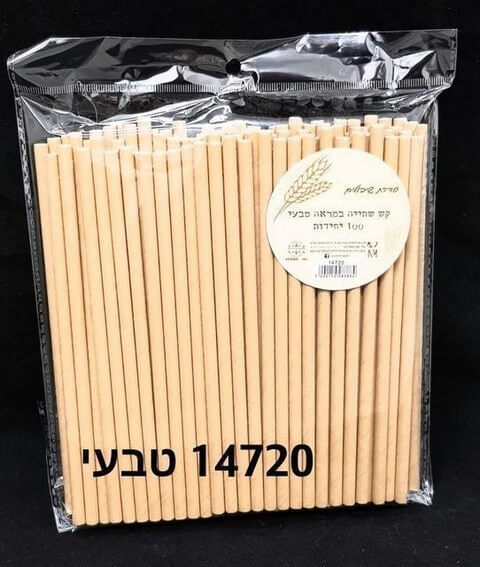 סדרת שיבולים
קש שתייה במראה טבעי
100 יחידות
14720
14720 טבעי